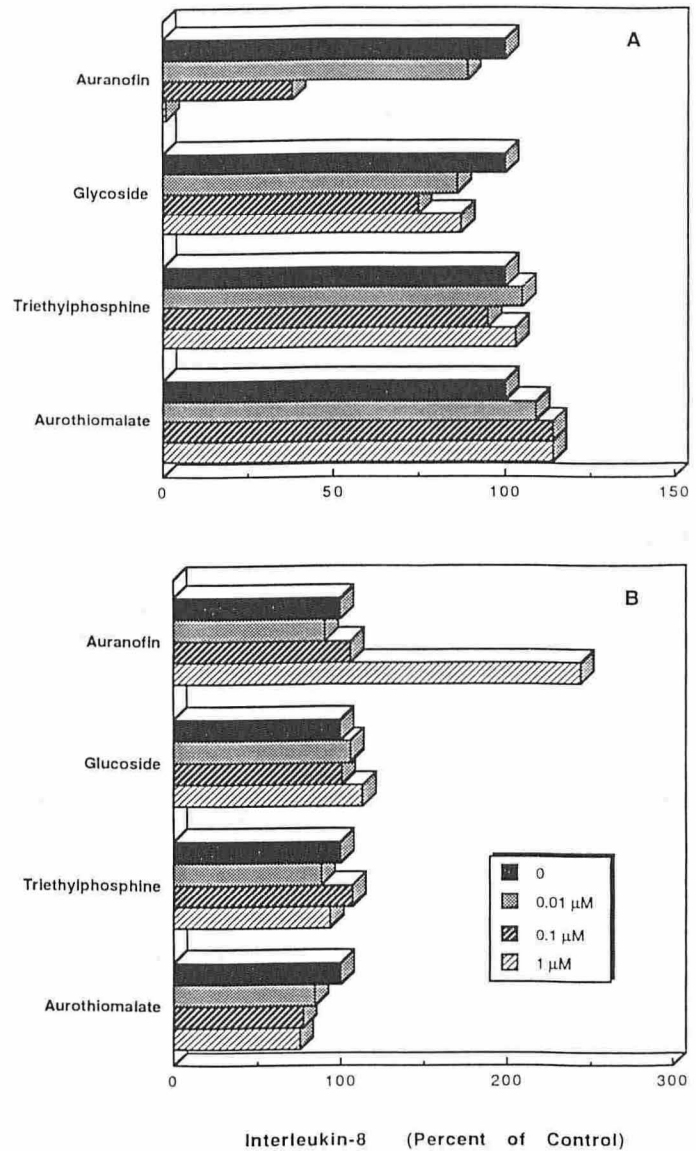 A
Auranofin
Glycoside
Triethylphosphine
Aurothiomalate
0 50 100 150
B
Auranofin
Glucoside
Triethylphosphine
Aurothiomalate
0
0.01 µM
0.1 µM
1 µM
0 100 200 300
Interleukin-8 (Percent of Control)